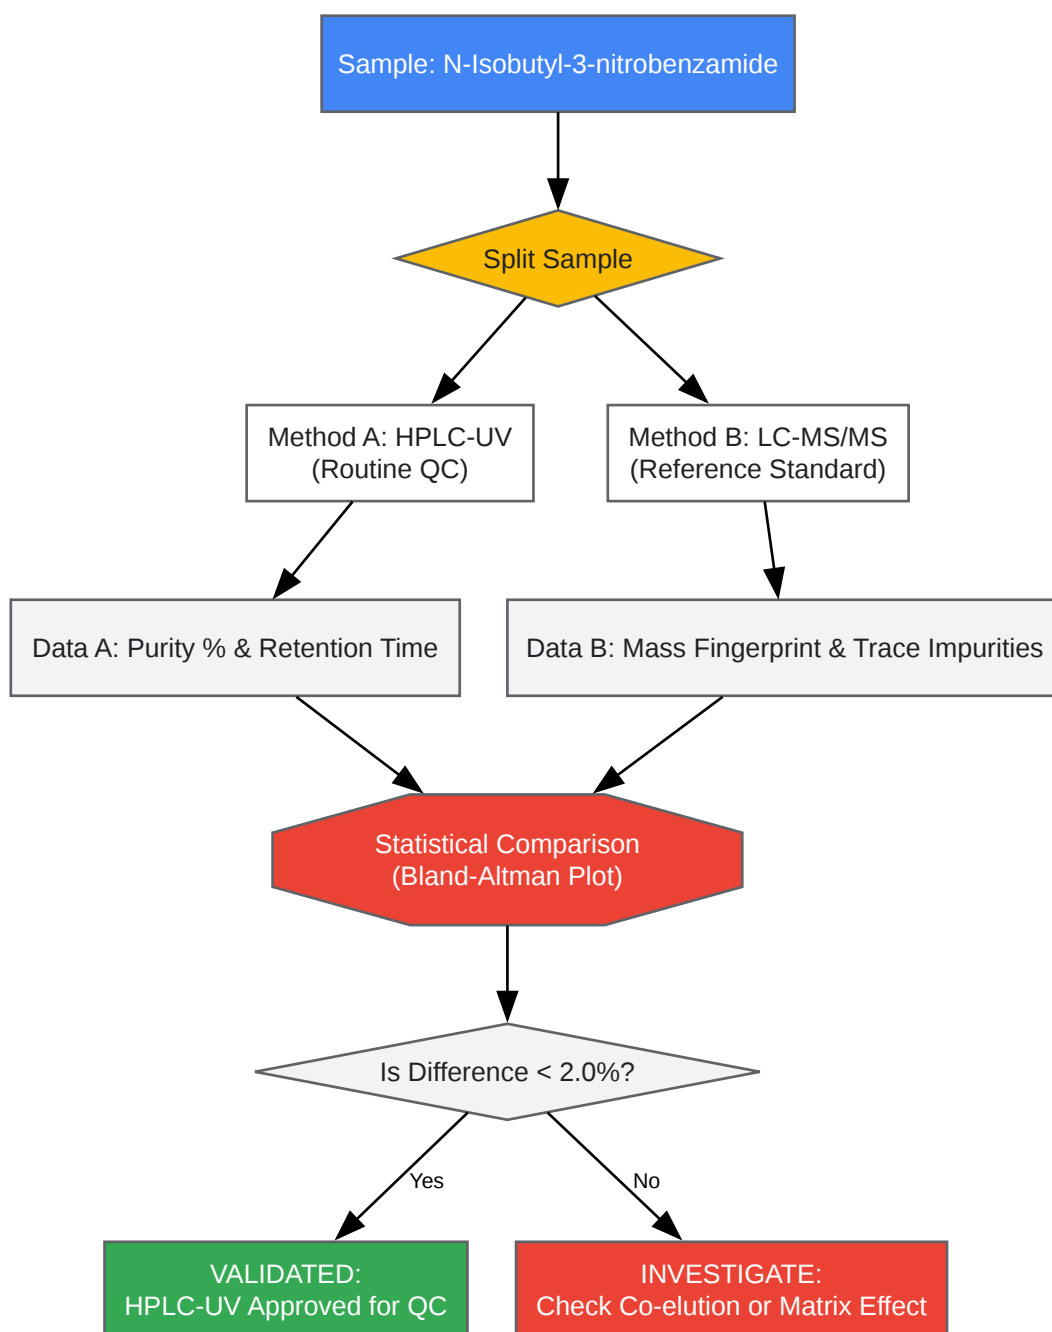 Sample: N-Isobutyl-3-nitrobenzamide
Split Sample
Method A: HPLC-UV
(Routine QC)
Method B: LC-MS/MS
(Reference Standard)
Data A: Purity % & Retention Time
Data B: Mass Fingerprint & Trace Impurities
Statistical Comparison
(Bland-Altman Plot)
Is Difference < 2.0%?
Yes
No
VALIDATED:
HPLC-UV Approved for QC
INVESTIGATE:
Check Co-elution or Matrix Effect